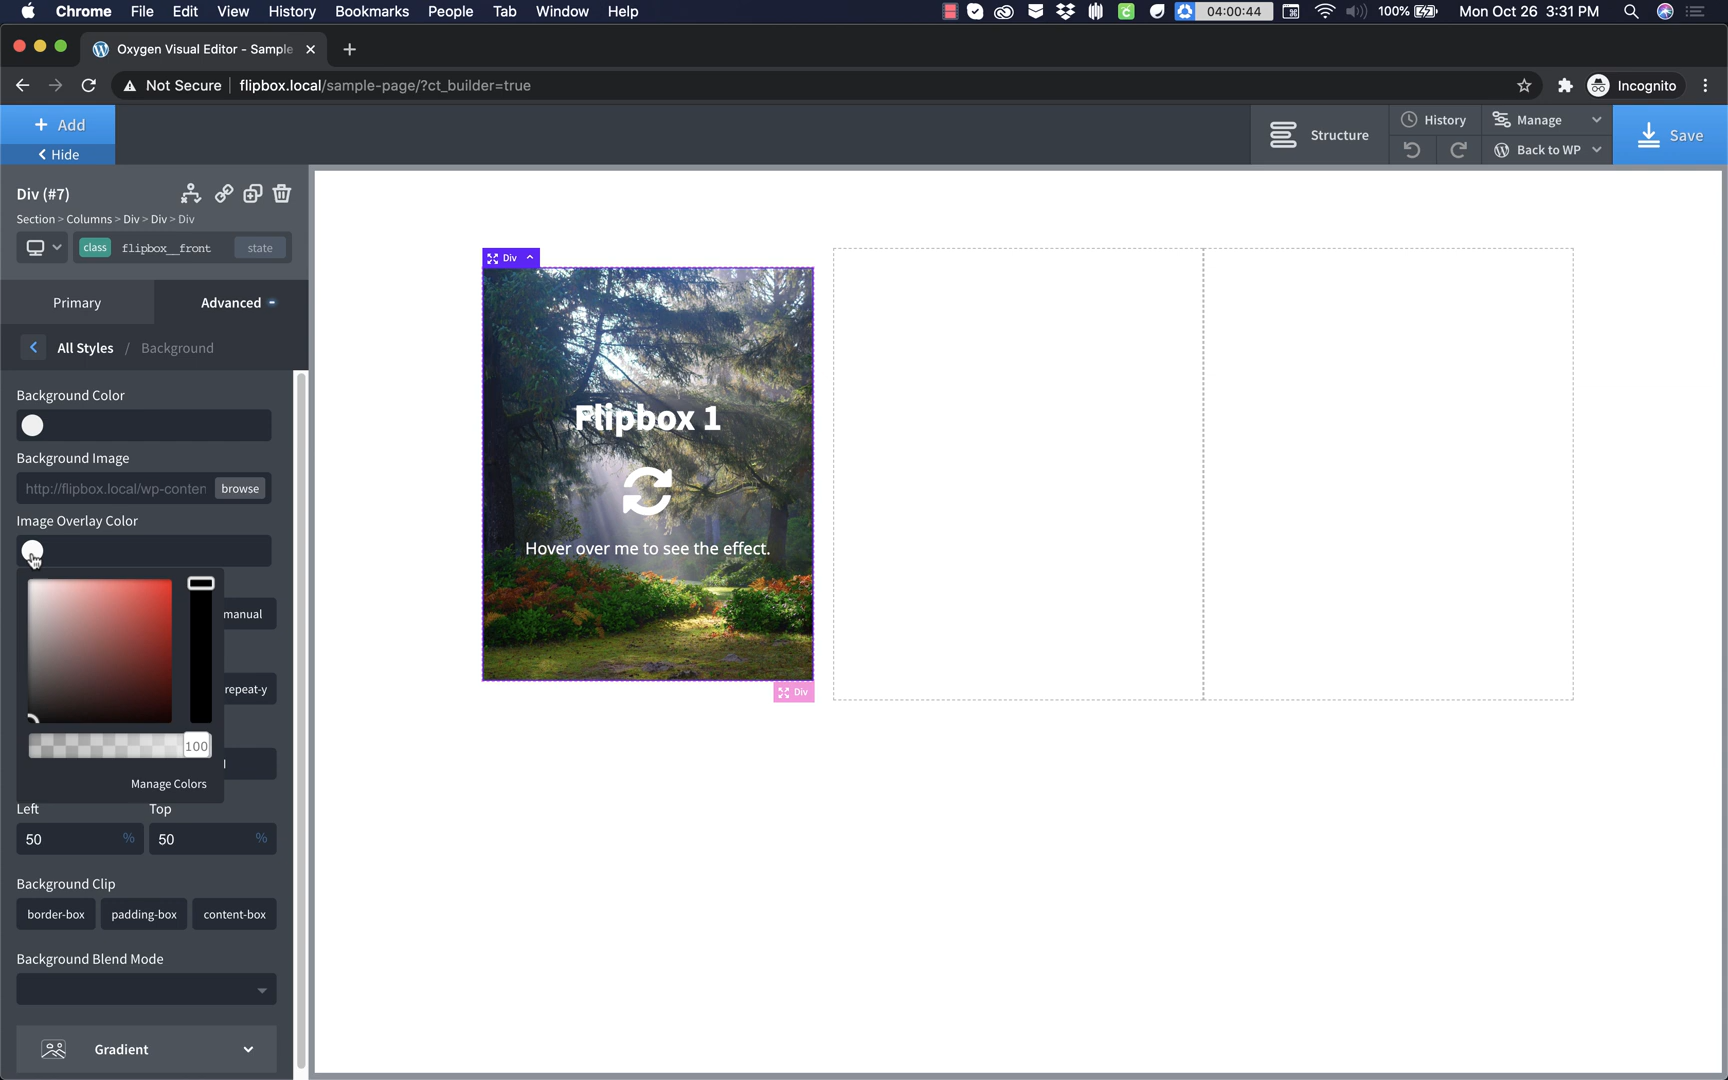 Chrome File Edit View History Bookmarks People Tab Window Help 04:00:44 100% Mon Oct 26 3:31 PM
Oxygen Visual Editor - Sample
Not Secure flipbox.local/sample-page/?ct_builder=true Incognito
+ Add
Hide
Structure
History
Manage
Back to WP
Save
Div (#7)
Section > Columns > Div > Div > Div
class flipbox__front state
Primary Advanced
All Styles / Background
Background Color
Background Image
http://flipbox.local/wp-conten browse
Image Overlay Color
manual
repeat-y
100
Manage Colors
Left Top
50 % 50 %
Background Clip
border-box padding-box content-box
Background Blend Mode
Gradient
Div
Flipbox 1
Hover over me to see the effect.
Div